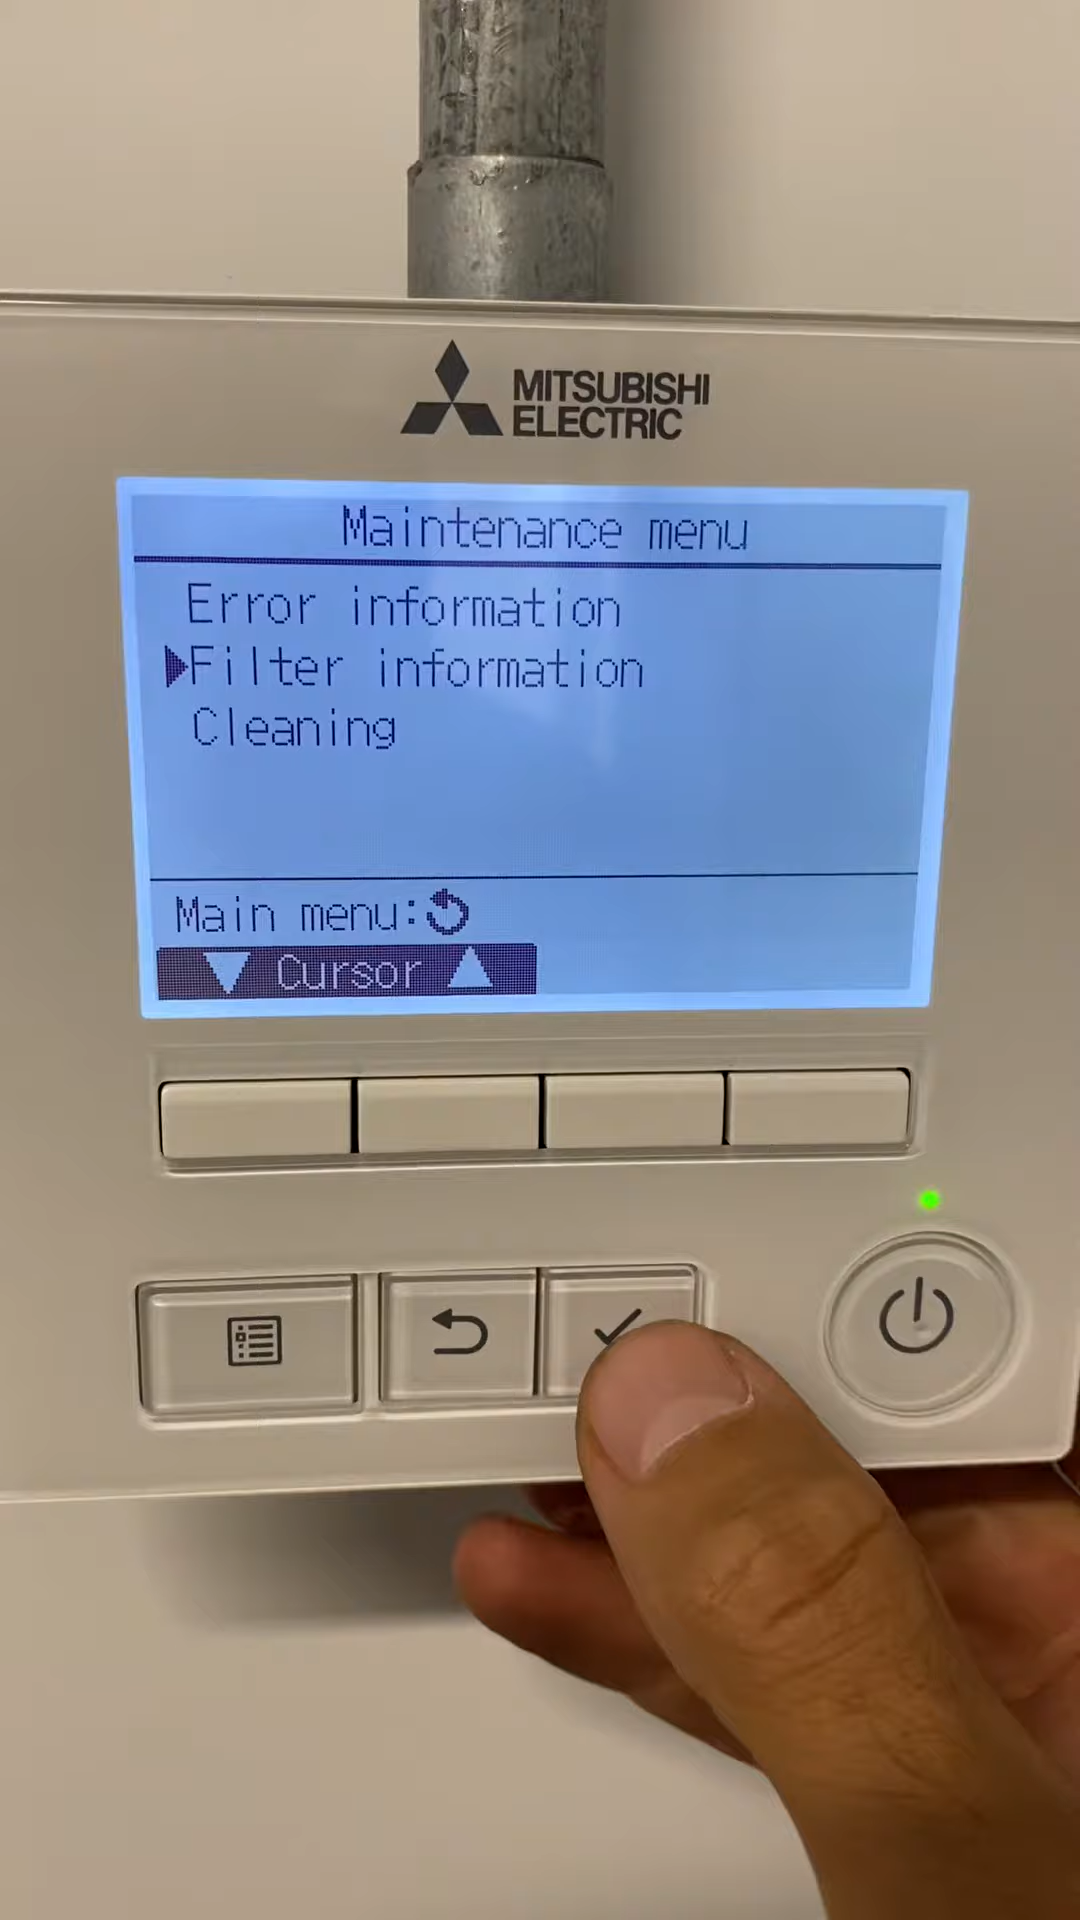 MITSUBISHI
ELECTRIC
Maintenance menu
Error information
Filter information
Cleaning
Main menu:
Cursor